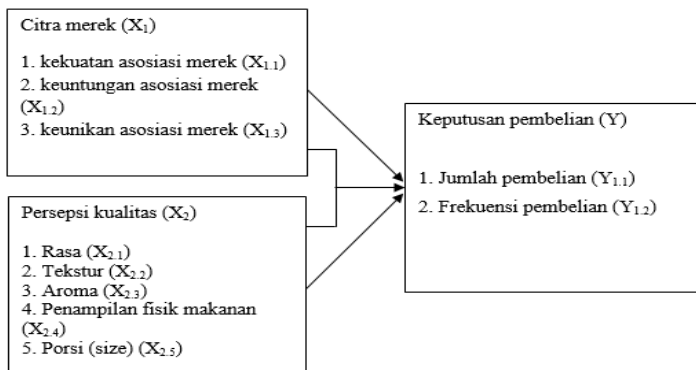 Citra merek (X₁)
1. kekuatan asosiasi merek (X₁.₁)
2. keuntungan asosiasi merek
(X₁.₂)
3. keunikan asosiasi merek (X₁.₃)
Persepsi kualitas (X₂)
1. Rasa (X₂.₁)
2. Tekstur (X₂.₂)
3. Aroma (X₂.₃)
4. Penampilan fisik makanan
(X₂.₄)
5. Porsi (size) (X₂.₅)
Keputusan pembelian (Y)
1. Jumlah pembelian (Y₁.₁)
2. Frekuensi pembelian (Y₁.₂)